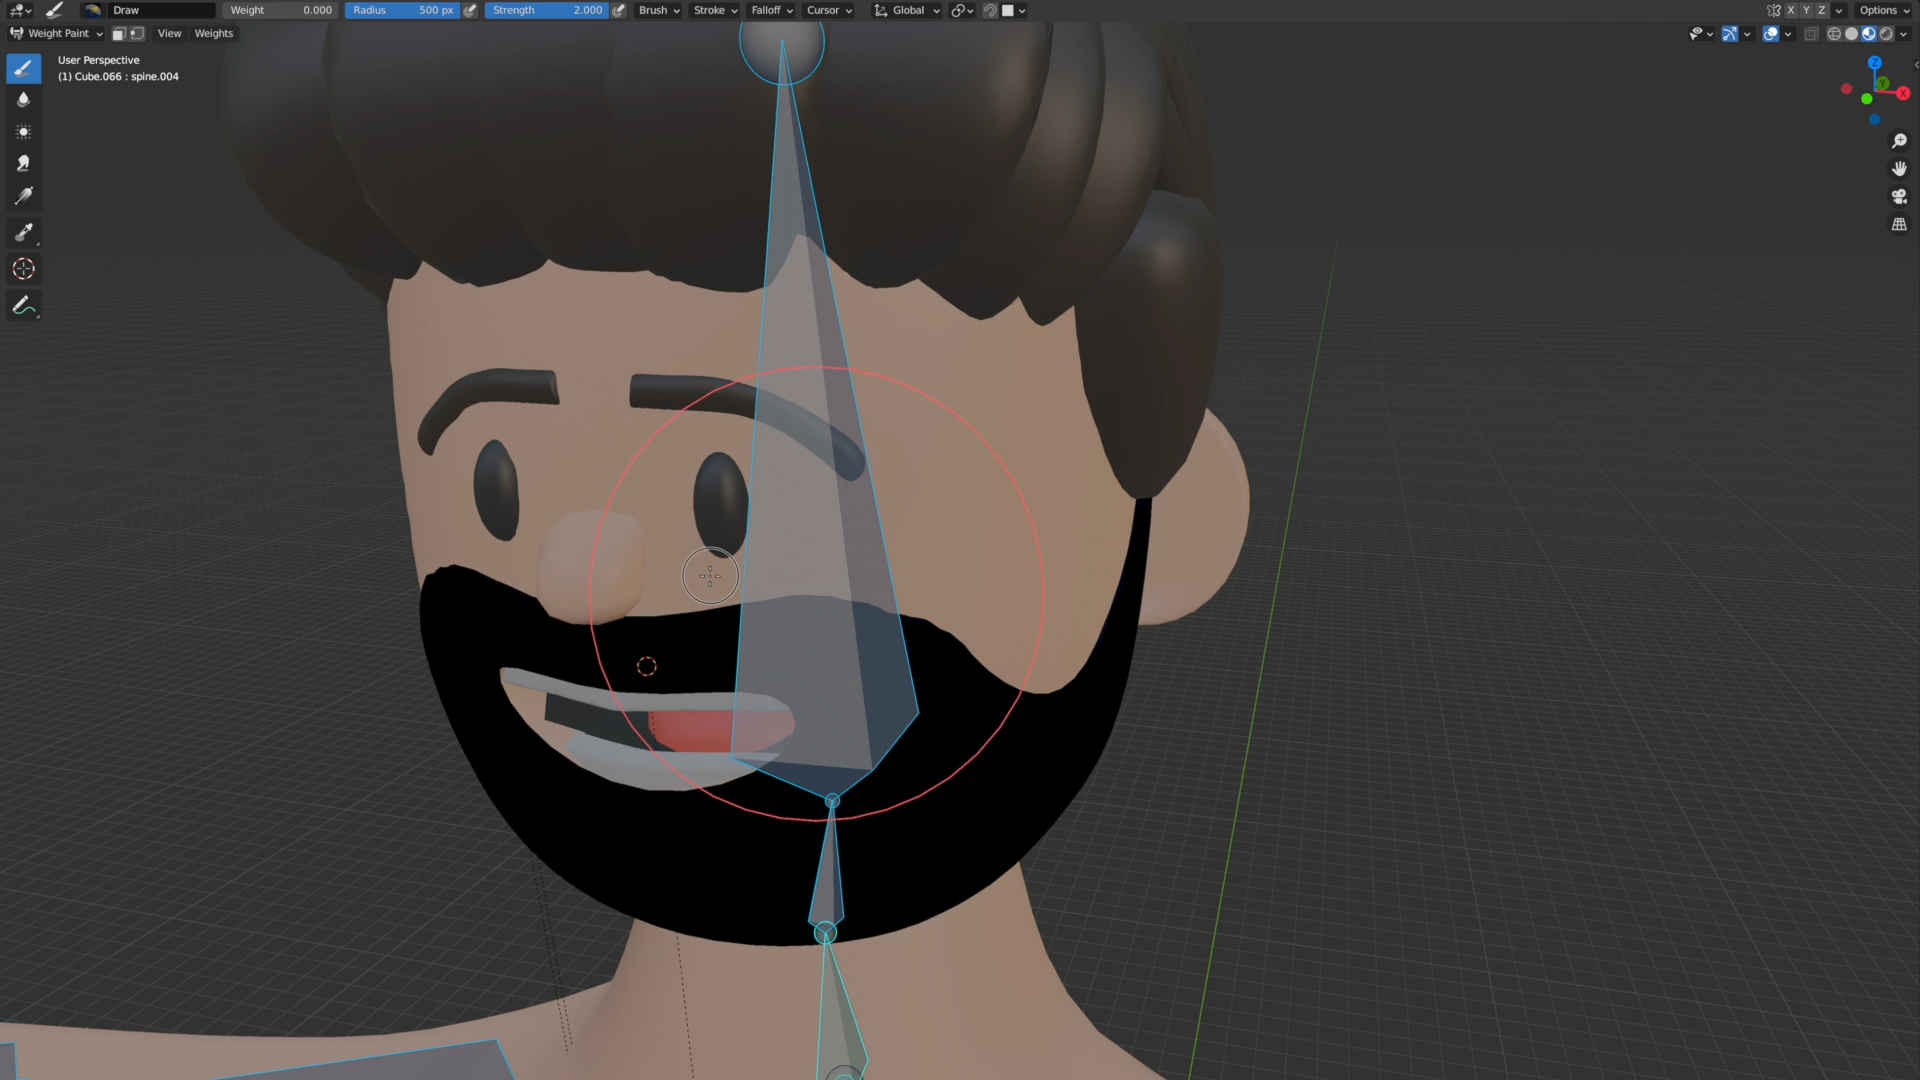 Draw Weight 0.000 Radius 500 px Strength 2.000 Brush Stroke Falloff Cursor Global X Y Z Options
Weight Paint View Weights
User Perspective
(1) Cube.066 : spine.004
Z
Y
X